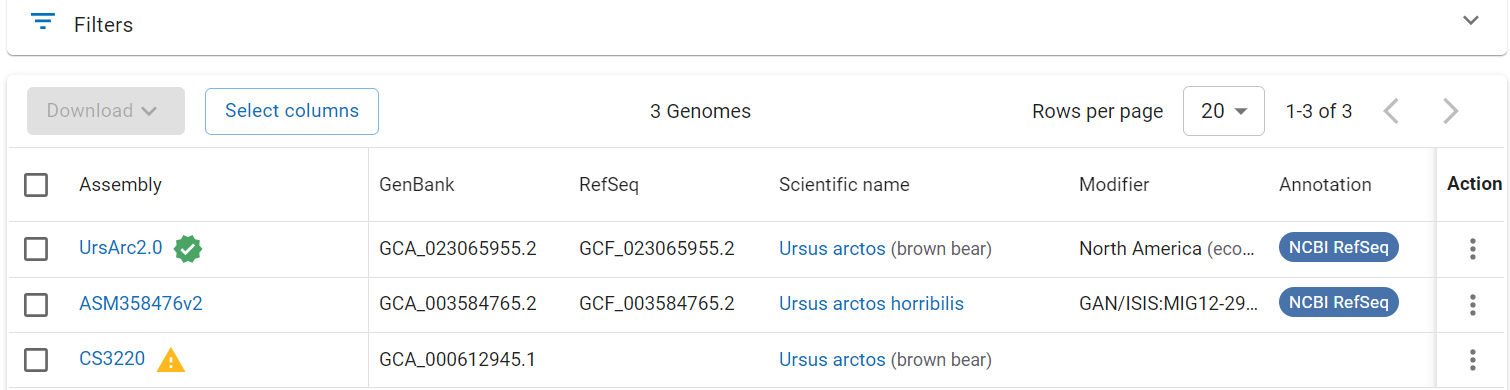 Filters
Download Select columns 3 Genomes Rows per page 20 1-3 of 3
Assembly GenBank RefSeq Scientific name Modifier Annotation Action
UrsArc2.0 GCA_023065955.2 GCF_023065955.2 Ursus arctos (brown bear) North America (eco... NCBI RefSeq
ASM358476v2 GCA_003584765.2 GCF_003584765.2 Ursus arctos horribilis GAN/ISIS:MIG12-29... NCBI RefSeq
CS3220 GCA_000612945.1 Ursus arctos (brown bear)